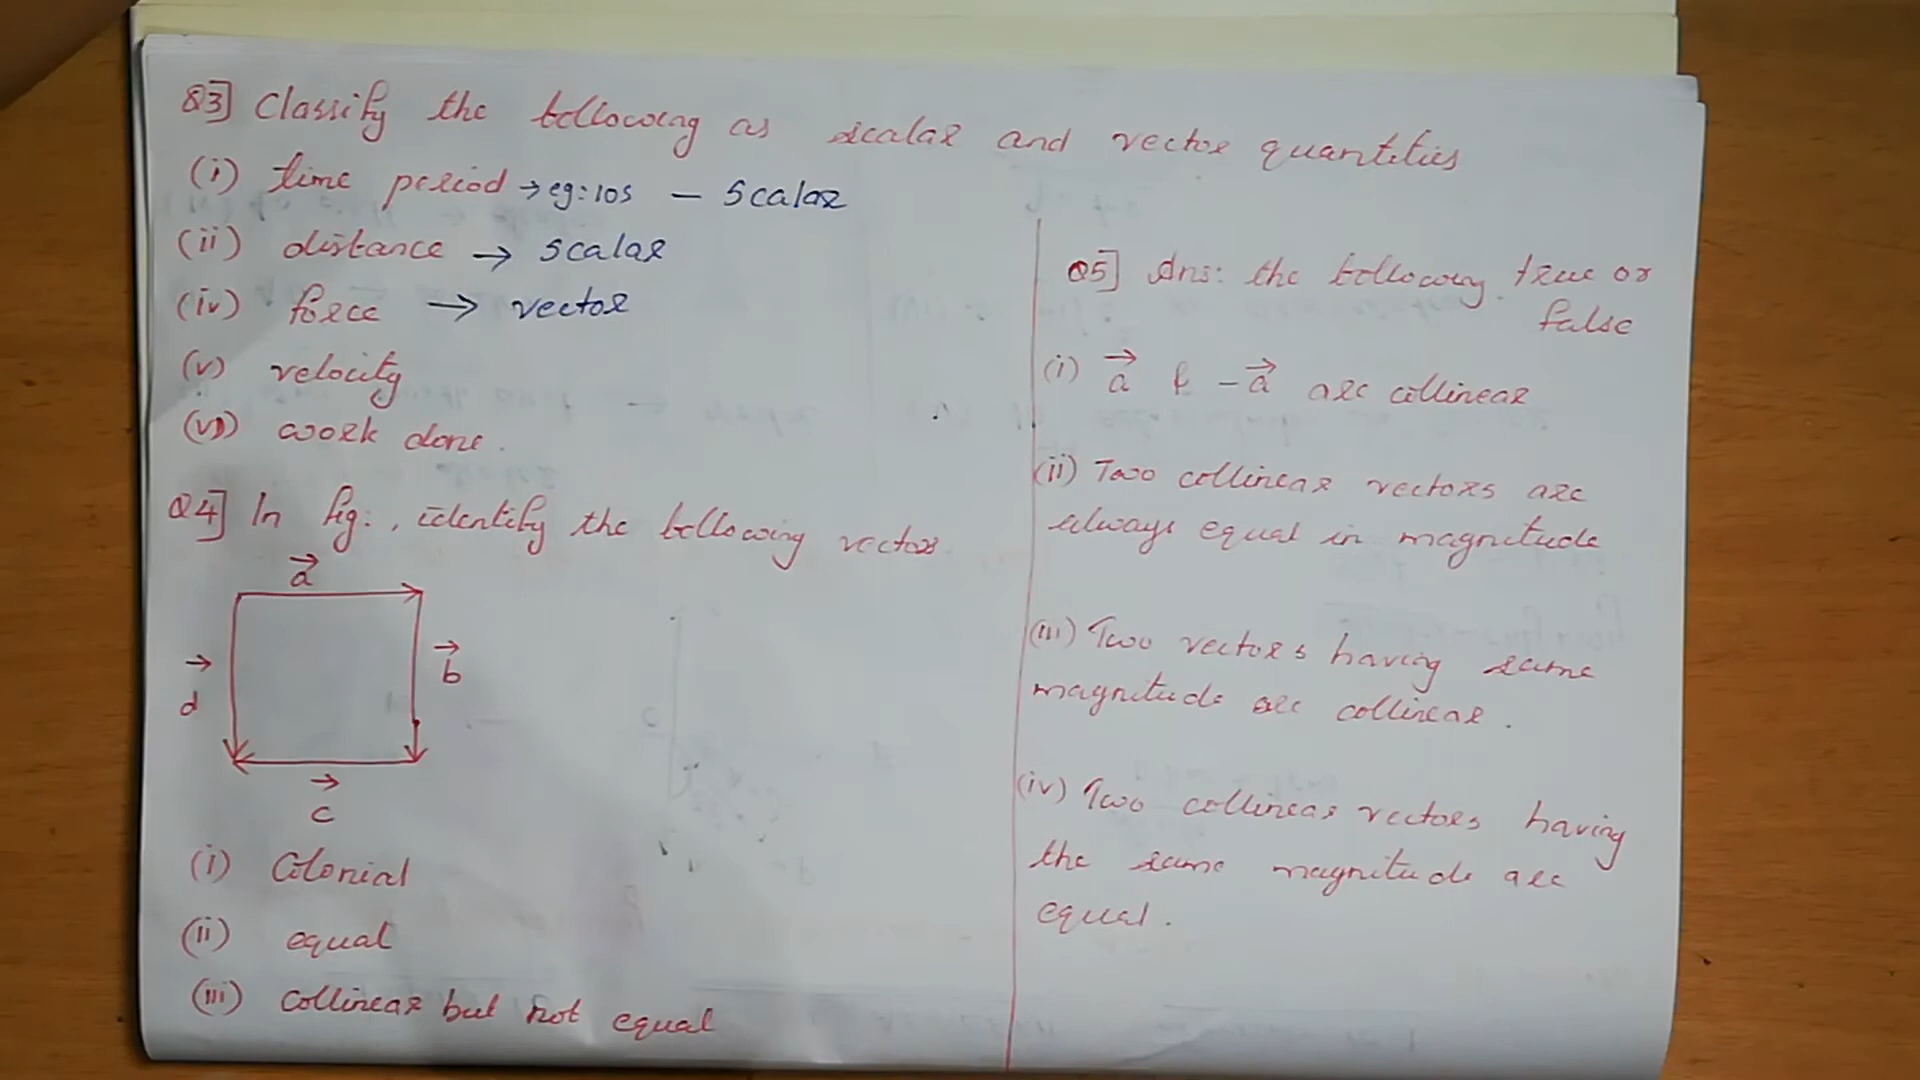 Q3] Classify the following as scalar and vector quantities
(i) time period → eg: 10s — scalar
(ii) distance → scalar
(iv) force → vector
(v) velocity
(vi) work done.
Q4] In fig:, identify the following vectors
a
b
d
c
(i) Coinial
(ii) equal
(iii) collinear but not equal
Q5] Ans: the following true or
false
(i) a & -a are collinear
(ii) Two collinear vectors are
always equal in magnitude
(iii) Two vectors having same
magnitude are collinear.
(iv) Two collinear vectors having
the same magnitude are
equal.